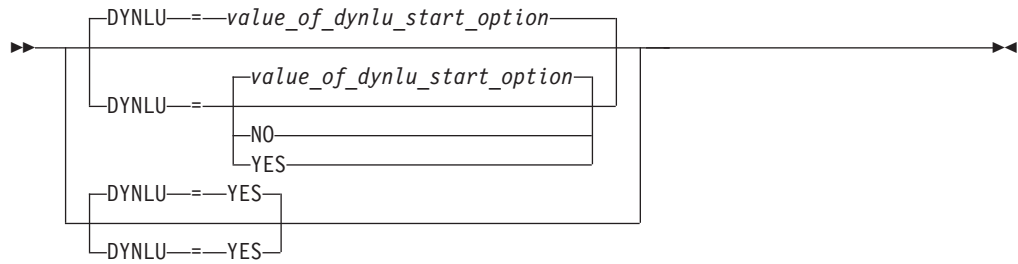 DYNLU = value_of_dynlu_start_option
value_of_dynlu_start_option
DYNLU =
NO
YES
DYNLU = YES
DYNLU = YES